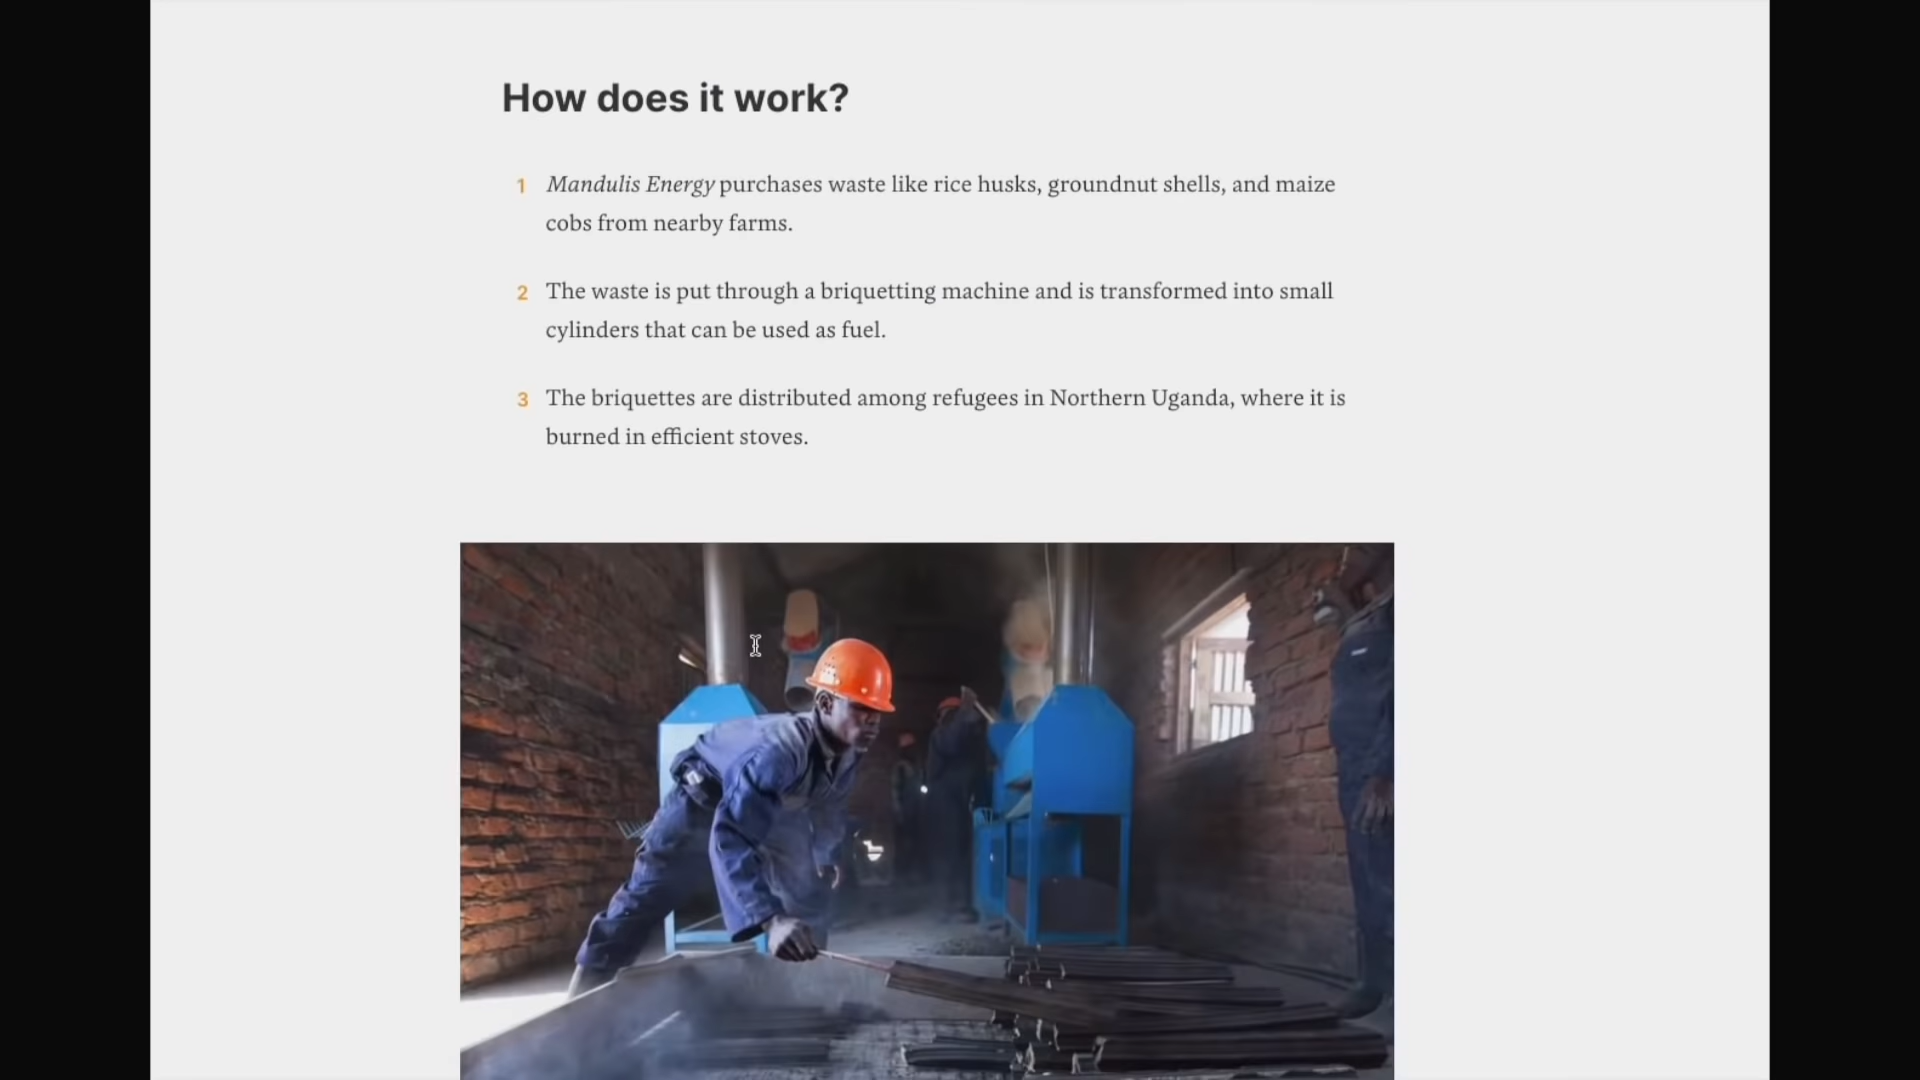 How does it work?
1 Mandulis Energy purchases waste like rice husks, groundnut shells, and maize
cobs from nearby farms.
2 The waste is put through a briquetting machine and is transformed into small
cylinders that can be used as fuel.
3 The briquettes are distributed among refugees in Northern Uganda, where it is
burned in efficient stoves.